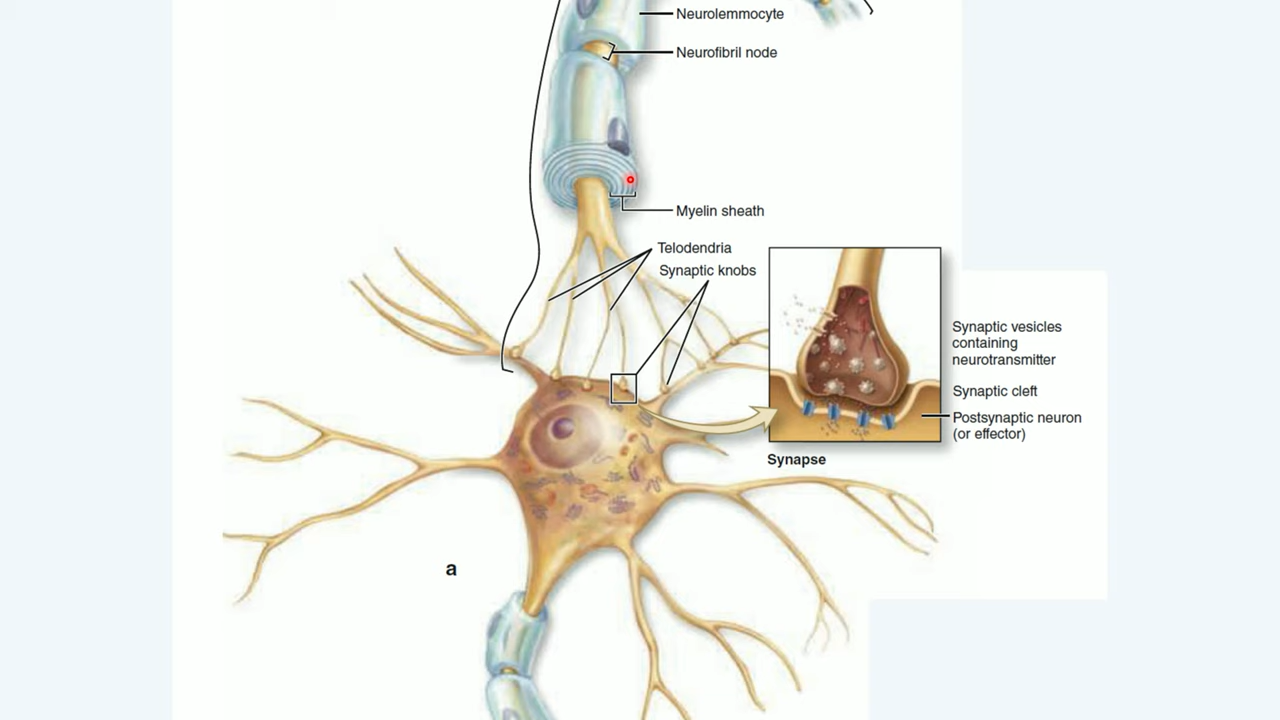 Neurolemmocyte
Neurofibril node
Myelin sheath
Telodendria
Synaptic knobs
Synaptic vesicles
containing
neurotransmitter
Synaptic cleft
Postsynaptic neuron
(or effector)
Synapse
a